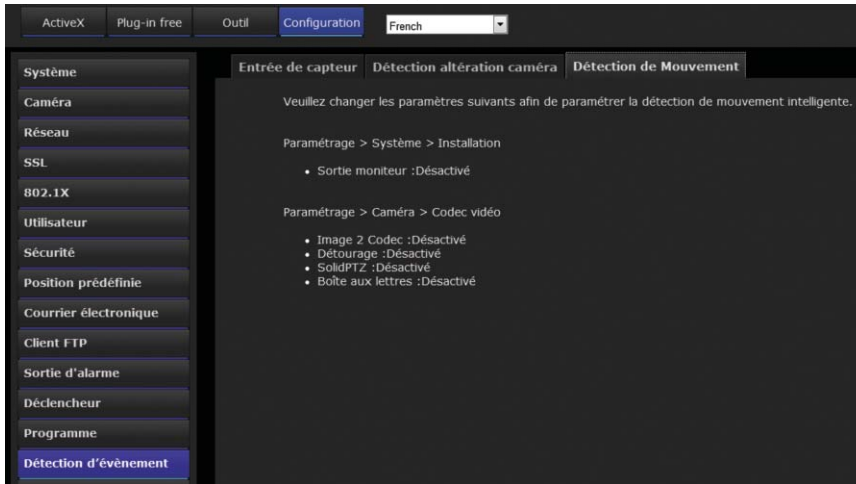 ActiveX Plug-in free Outil Configuration French
Entrée de capteur Détection altération caméra Détection de Mouvement
Système
Caméra
Réseau
SSL
802.1X
Utilisateur
Sécurité
Position prédéfinie
Courrier électronique
Client FTP
Sortie d'alarme
Déclencheur
Programme
Détection d'évènement
Veuillez changer les paramètres suivants afin de paramétrer la détection de mouvement intelligente.
Paramétrage > Système > Installation
• Sortie moniteur :Désactivé
Paramétrage > Caméra > Codec vidéo
• Image 2 Codec :Désactivé
• Détourage :Désactivé
• SolidPTZ :Désactivé
• Boîte aux lettres :Désactivé